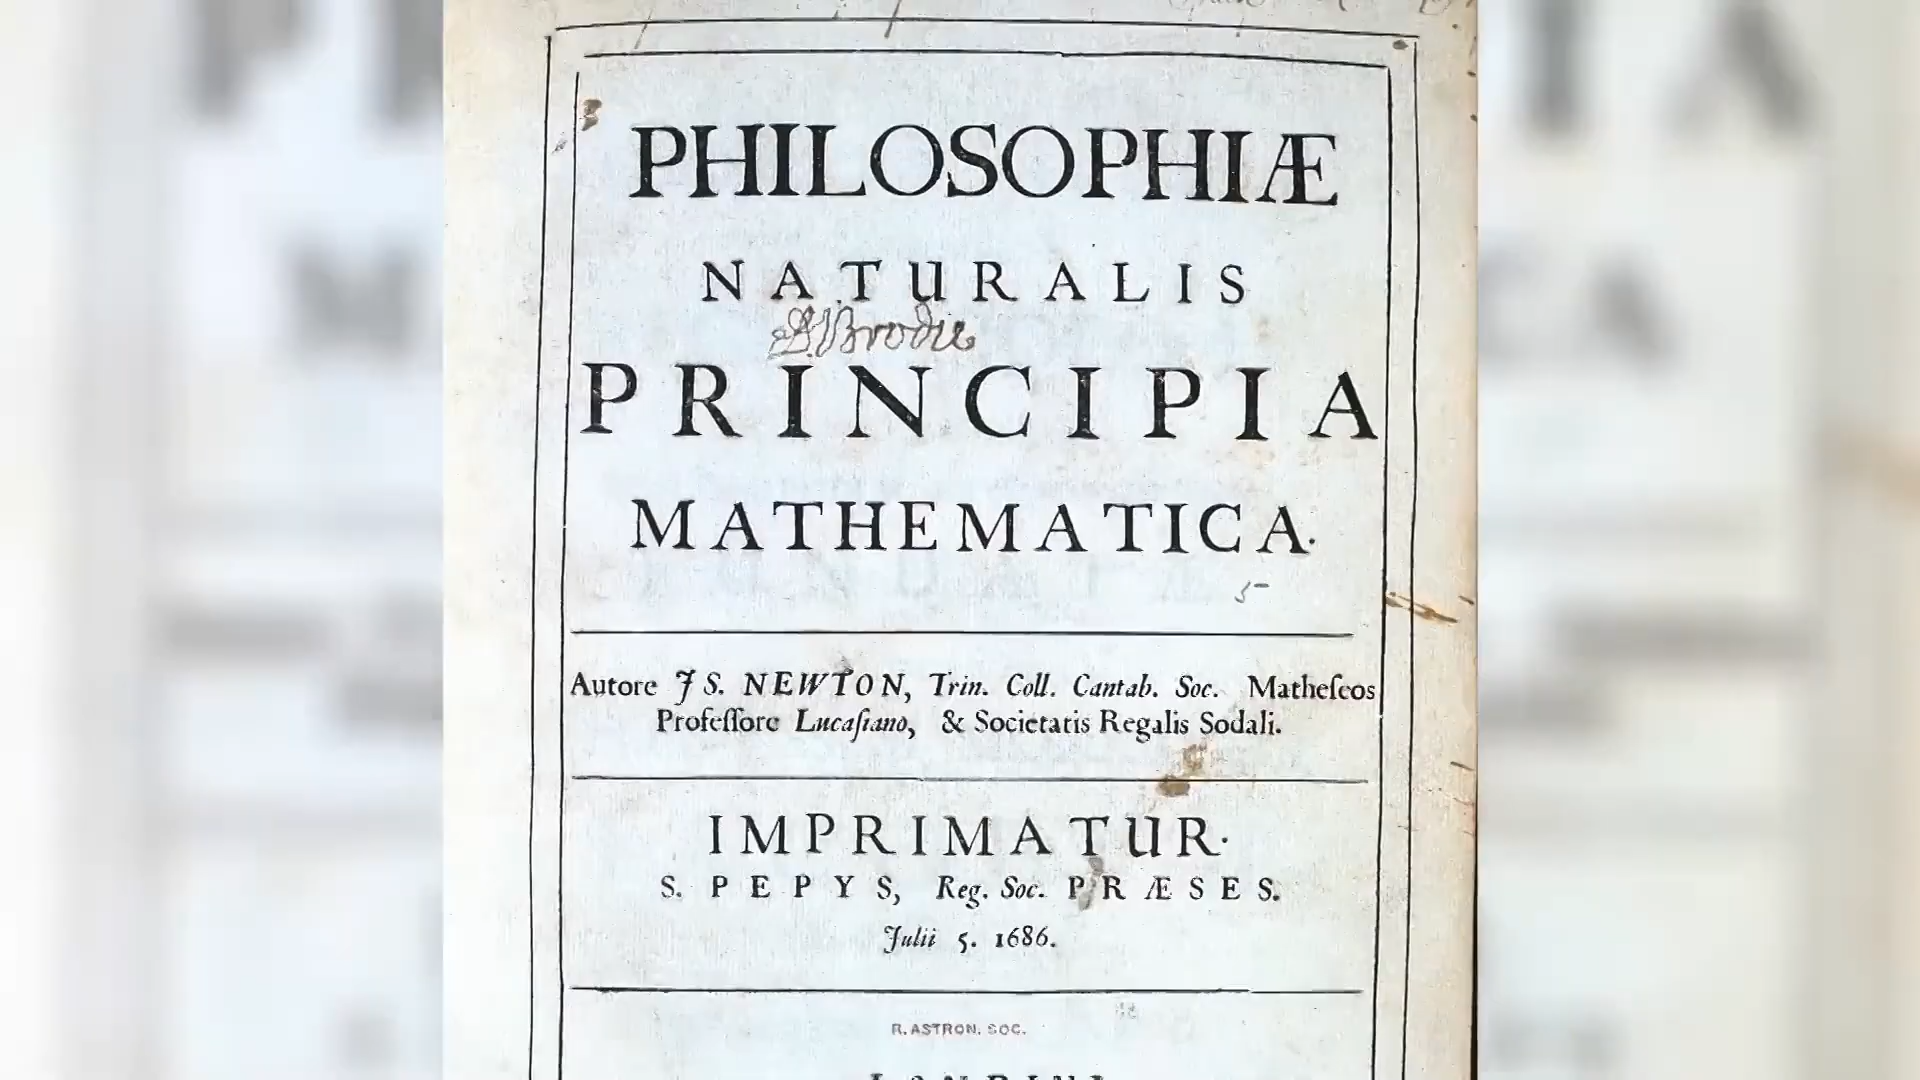 PHILOSOPHIÆ
NATURALIS
PRINCIPIA
MATHEMATICA.
5
Autore JS. NEWTON, Trin. Coll. Cantab. Soc. Matheſeos
Profeſſore Lucaſiano, & Societatis Regalis Sodali.
IMPRIMATUR.
S. PEPYS, Reg. Soc. PRÆSES.
Julii 5. 1686.
R. ASTRON. SOC.